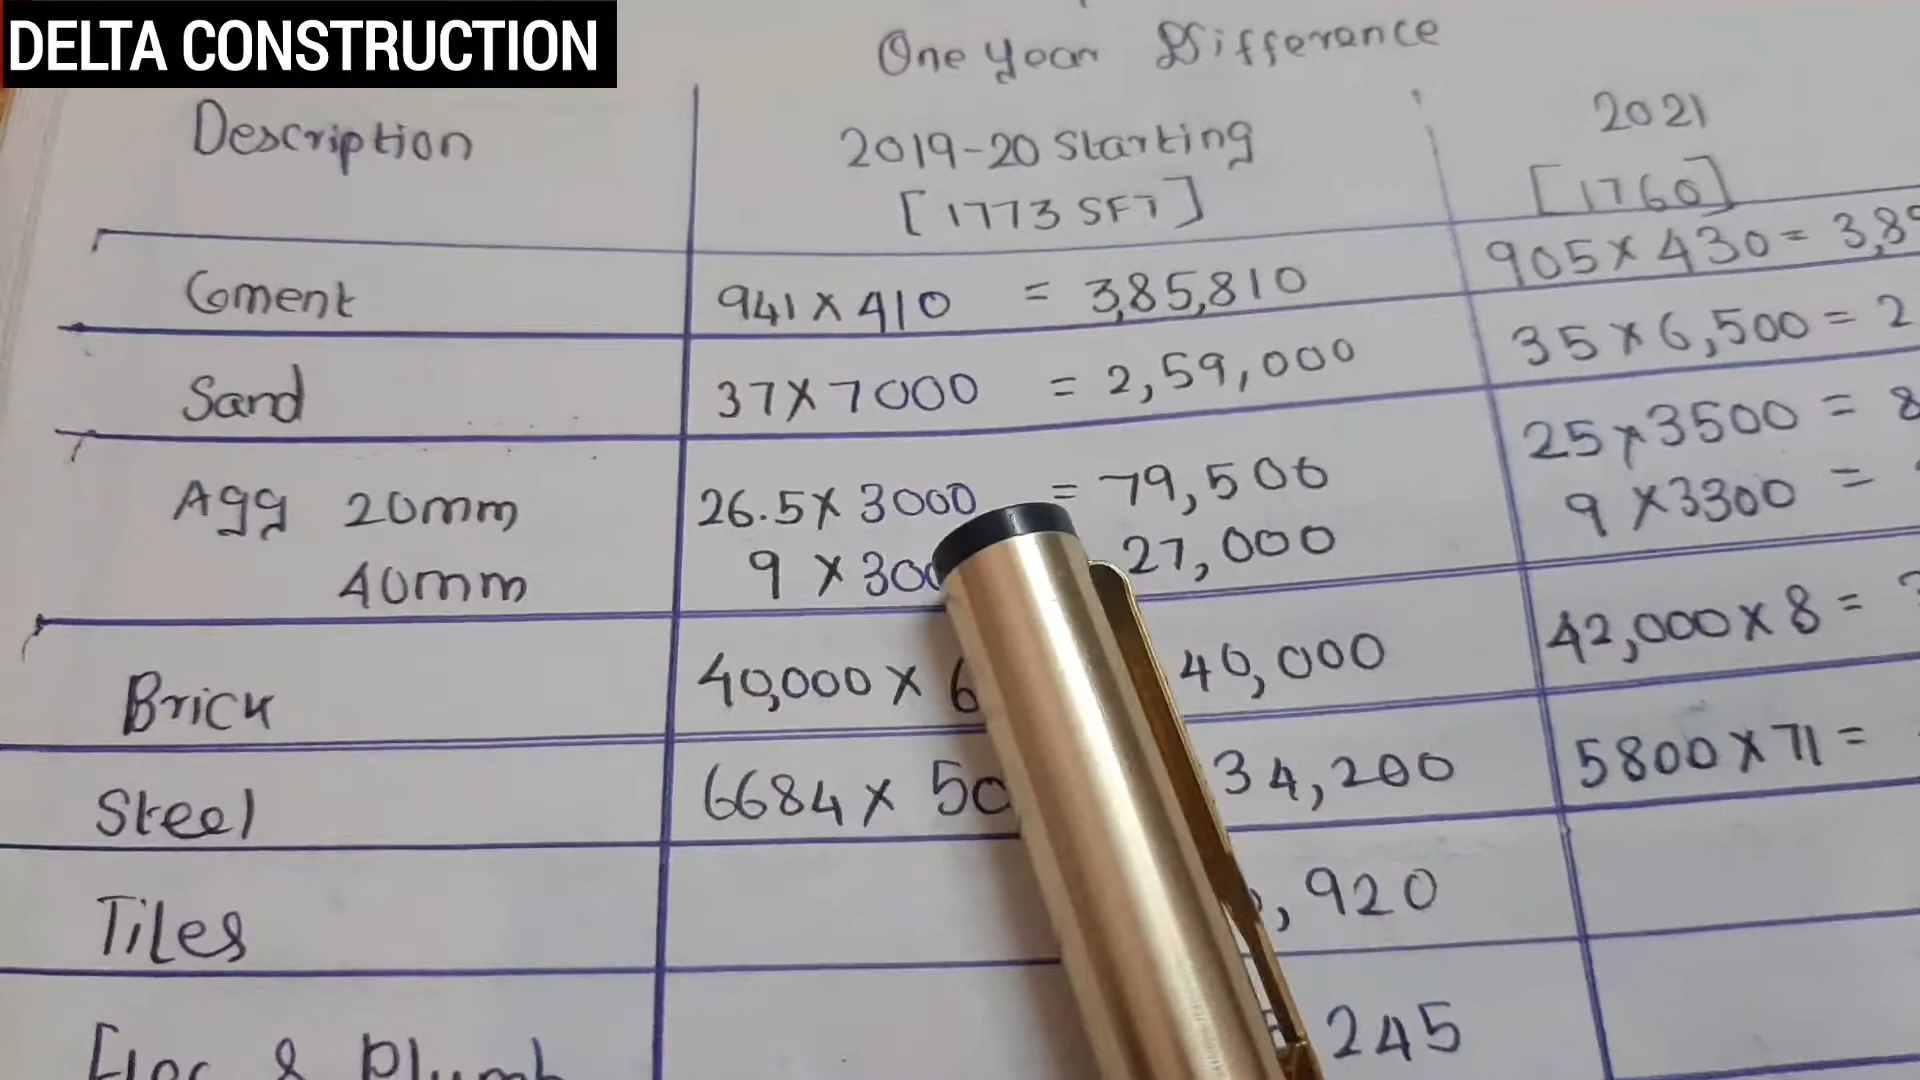 DELTA CONSTRUCTION
One year Difference
Description
2019-20 Starting
[1773 SFT]
2021
[1760]
Cement
941 x 410 = 3,85,810
905 x 430 = 3,8
Sand
37 x 7000 = 2,59,000
35 x 6,500 = 2
Agg 20mm
26.5 x 3000 = 79,500
25 x 3500 = 8
40mm
9 x 300 27,000
9 x 3300 =
Brick
40,000 x 6 40,000
42,000 x 8 =
Steel
6684 x 50 34,200
5800 x 71 =
Tiles
,920
245